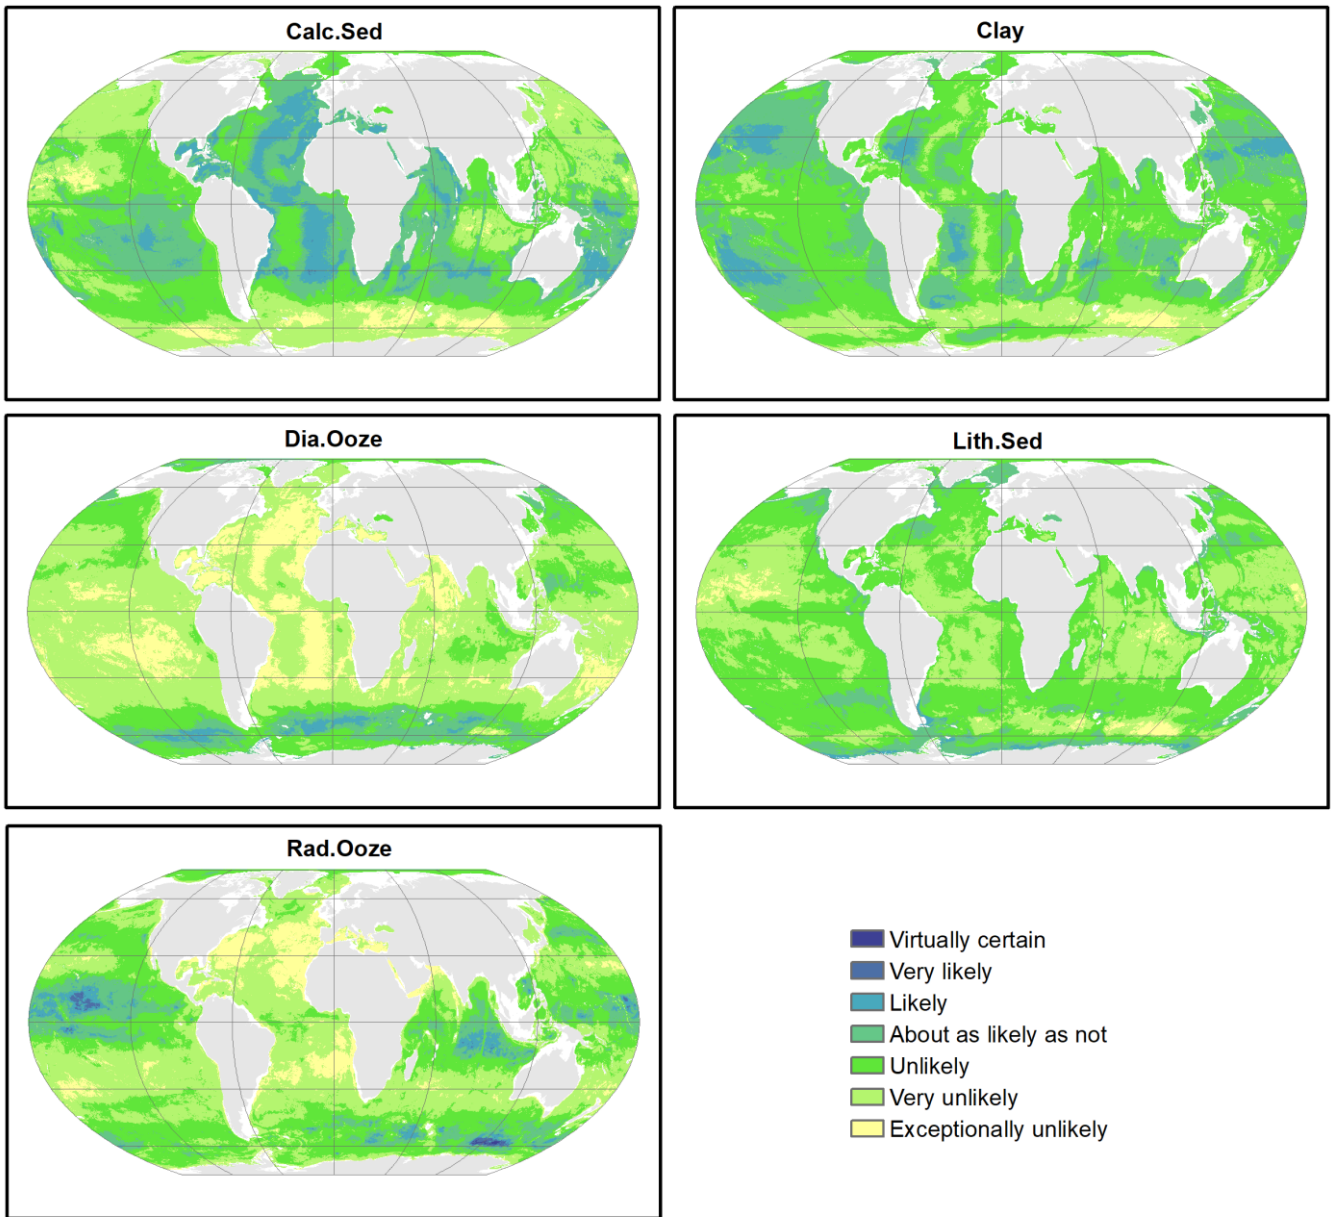 Calc.Sed
Clay
Dia.Ooze
Lith.Sed
Rad.Ooze
Virtually certain
Very likely
Likely
About as likely as not
Unlikely
Very unlikely
Exceptionally unlikely